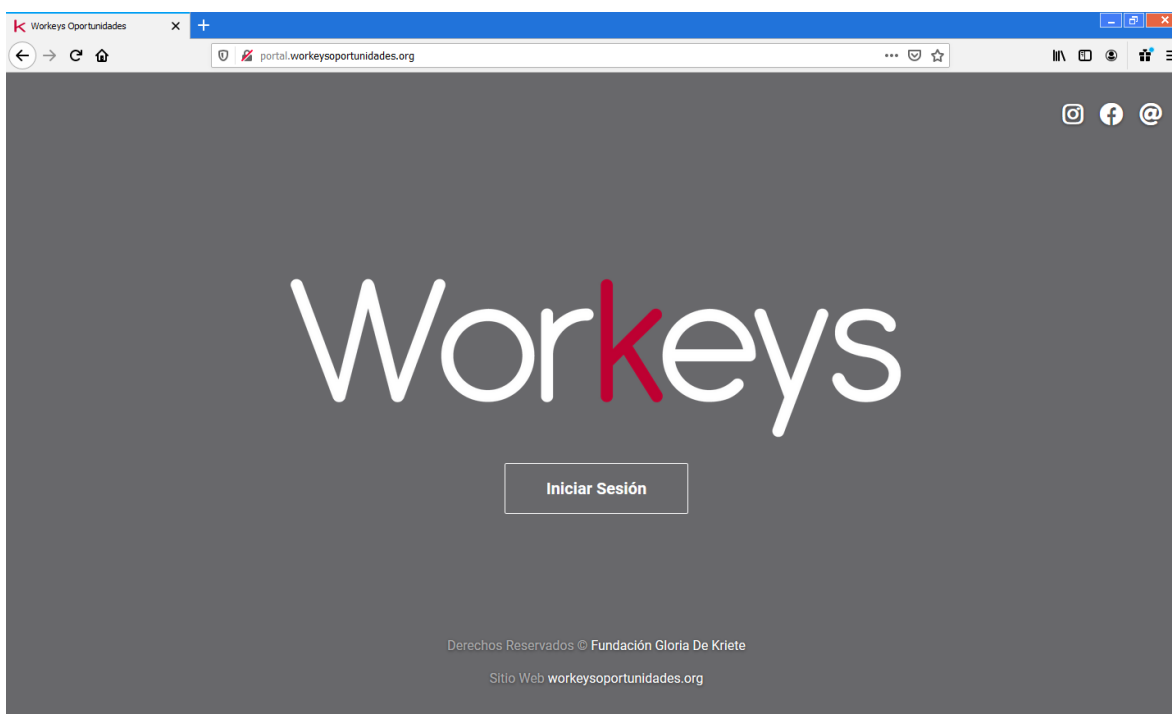 Workeys Oportunidades
portal.workeysoportunidades.org
Workeys
Iniciar Sesión
Derechos Reservados © Fundación Gloria De Kriete
Sitio Web workeysoportunidades.org